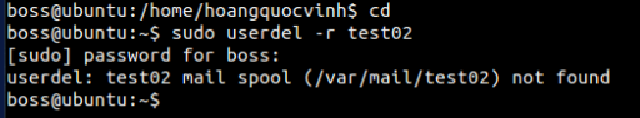 boss@ubuntu:/home/hoangquocvinh$ cd
boss@ubuntu:~$ sudo userdel -r test02
[sudo] password for boss:
userdel: test02 mail spool (/var/mail/test02) not found
boss@ubuntu:~$